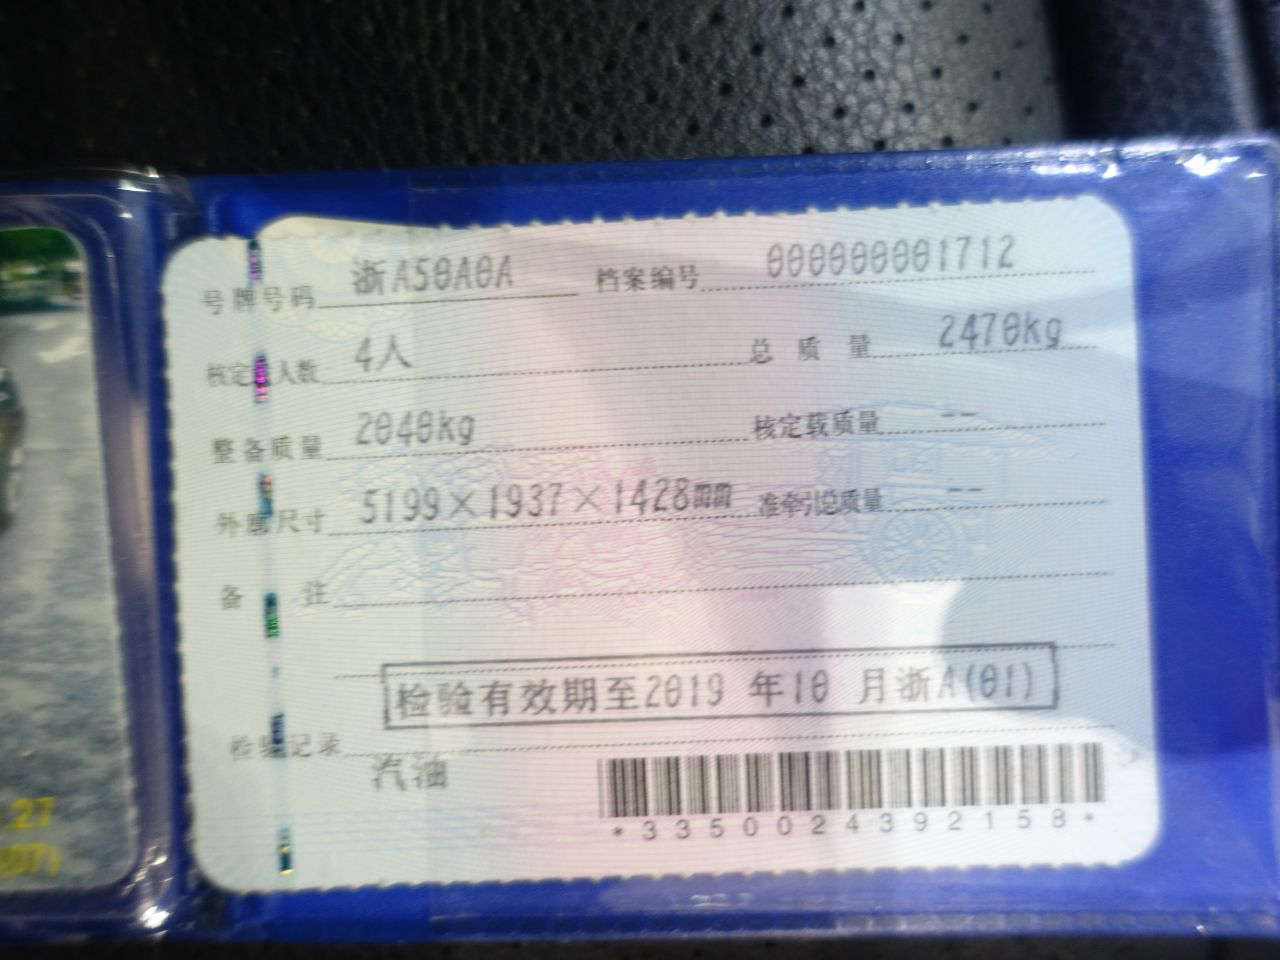 号牌号码 浙A50A0A 档案编号 000000001712
核定载人数 4人 总质量 2470kg
整备质量 2040kg 核定载质量 --
外廓尺寸 5199×1937×1428mm 准牵引总质量 --
备注
检验有效期至2019 年10 月浙A(01)
检验记录
汽油
*3350024392158*
.27